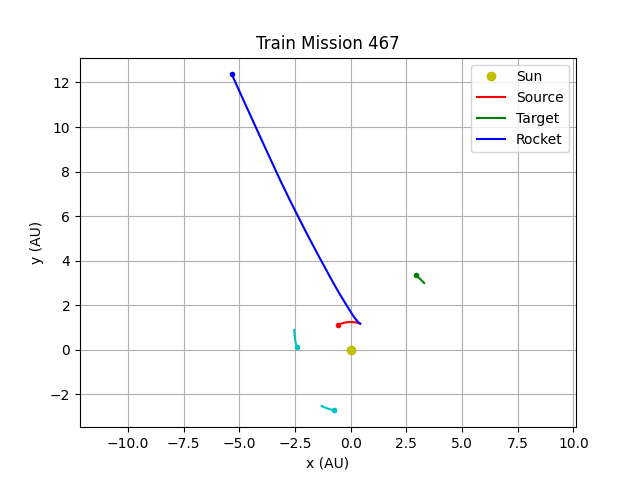 Train Mission 467
Sun
Source
Target
Rocket
12
10
8
6
4
2
0
−2
y (AU)
−10.0 −7.5 −5.0 −2.5 0.0 2.5 5.0 7.5 10.0
x (AU)